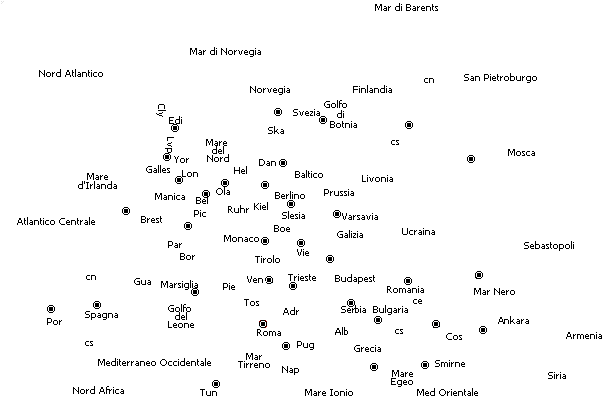 Mar di Barents
Mar di Norvegia
Nord Atlantico
cn
San Pietroburgo
Norvegia
Finlandia
Cly
Svezia
Golfo
di
Botnia
Edi
Ska
Lvp
cs
Mare
del
Nord
Yor
Mosca
Dan
Galles
Lon
Hel
Baltico
Livonia
Mare
d'Irlanda
Ola
Manica
Bel
Berlino
Prussia
Ruhr
Kiel
Pic
Slesia
Varsavia
Atlantico Centrale
Brest
Boe
Galizia
Ucraina
Par
Monaco
Vie
Sebastopoli
Bor
Tirolo
cn
Gua
Marsiglia
Pie
Ven
Trieste
Budapest
Romania
Mar Nero
Tos
ce
Golfo
del
Leone
Adr
Serbia
Bulgaria
Spagna
Por
Roma
Alb
cs
Cos
Ankara
Armenia
cs
Pug
Grecia
Mediterraneo Occidentale
Mar
Tirreno
Nap
Smirne
Mare
Egeo
Siria
Nord Africa
Tun
Mare Ionio
Med Orientale